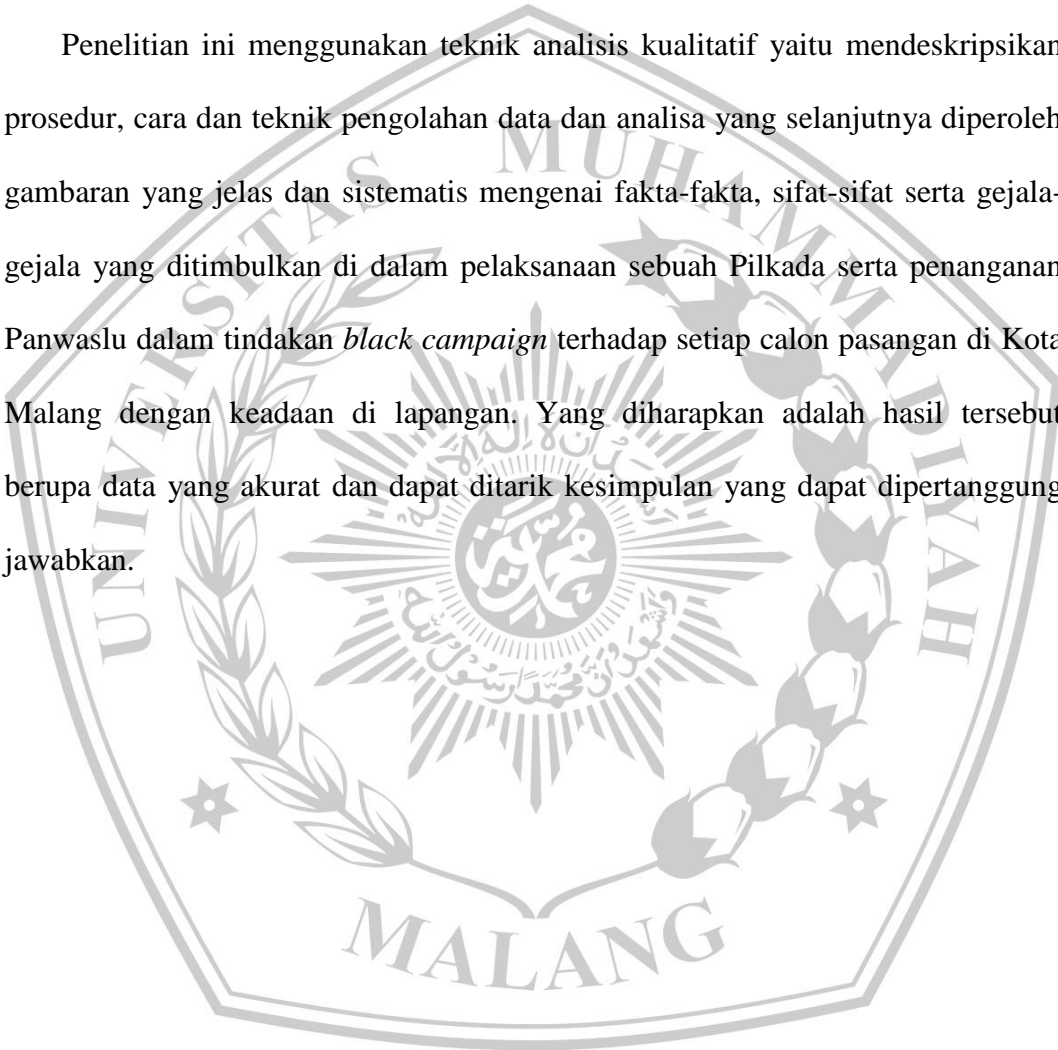 Penelitian ini menggunakan teknik analisis kualitatif yaitu mendeskripsikan
prosedur, cara dan teknik pengolahan data dan analisa yang selanjutnya diperoleh
gambaran yang jelas dan sistematis mengenai fakta-fakta, sifat-sifat serta gejala-
gejala yang ditimbulkan di dalam pelaksanaan sebuah Pilkada serta penanganan
Panwaslu dalam tindakan black campaign terhadap setiap calon pasangan di Kota
Malang dengan keadaan di lapangan. Yang diharapkan adalah hasil tersebut
berupa data yang akurat dan dapat ditarik kesimpulan yang dapat dipertanggung
jawabkan.
UNIVERSITAS MUHAMMADIYAH
MALANG